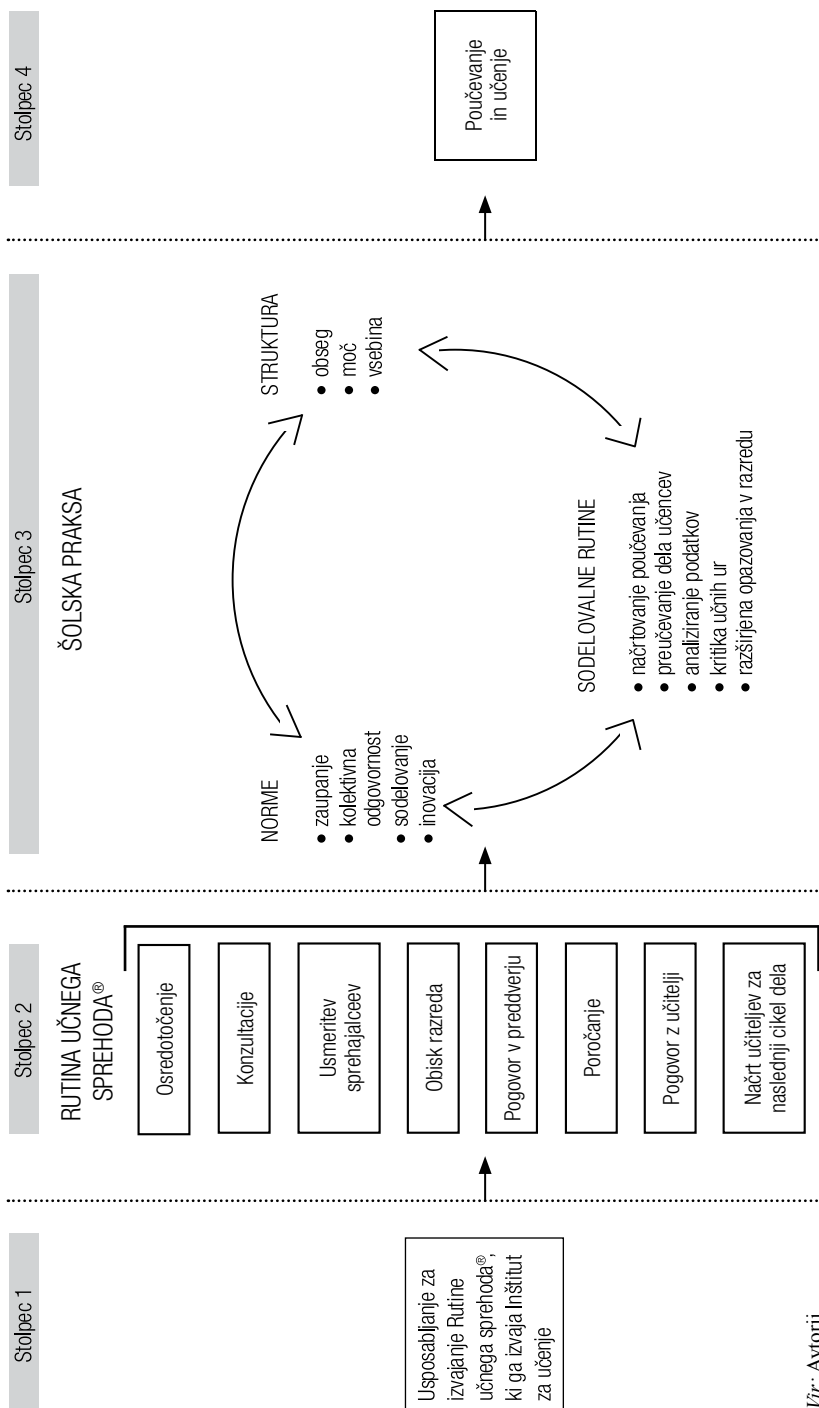 Stolpec 1
Usposabljanje za
izvajanje Rutine
učnega sprehoda®,
ki ga izvaja Inštitut
za učenje
Stolpec 2
RUTINA UČNEGA
SPREHODA®
Osredotočenje
Konzultacije
Usmeritev
sprehajalceev
Obisk razreda
Pogovor v preddverju
Poročanje
Pogovor z učitelji
Načrt učiteljev za
naslednji cikel dela
Stolpec 3
ŠOLSKA PRAKSA
NORME
• zaupanje
• kolektivna
odgovornost
• sodelovanje
• inovacija
STRUKTURA
• obseg
• moč
• vsebina
SODELOVALNE RUTINE
• načrtovanje poučevanja
• preučevanje dela učencev
• analiziranje podatkov
• kritika učnih ur
• razširjena opazovanja v razredu
Stolpec 4
Poučevanje
in učenje
Vir: Avtorji